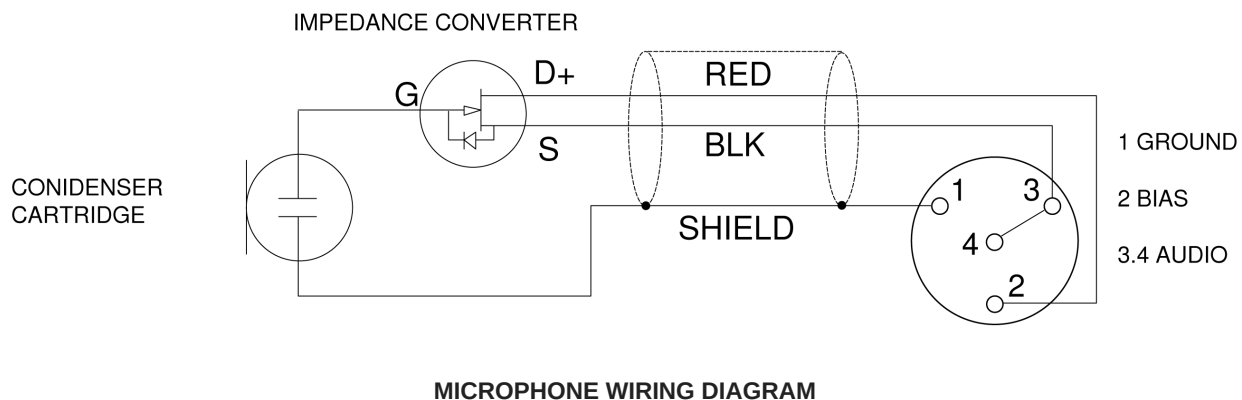 IMPEDANCE CONVERTER
D+
RED
G
S
BLK
1 GROUND
CONIDENSER
CARTRIDGE
1
3
2 BIAS
SHIELD
4
3.4 AUDIO
2
MICROPHONE WIRING DIAGRAM